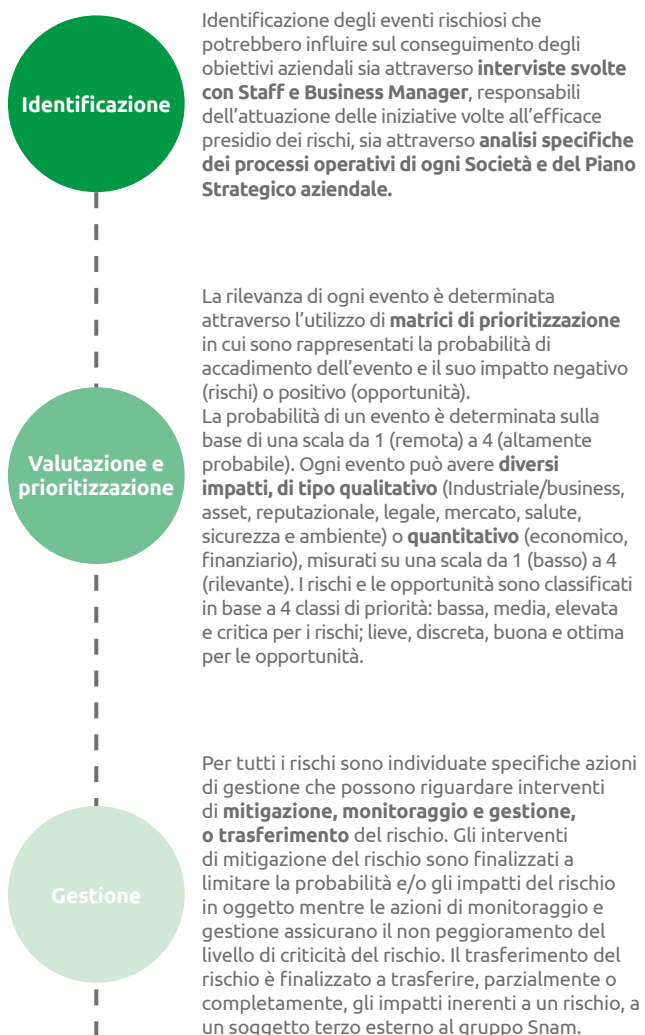 Identificazione
Identificazione degli eventi rischiosi che
potrebbero influire sul conseguimento degli
obiettivi aziendali sia attraverso interviste svolte
con Staff e Business Manager, responsabili
dell'attuazione delle iniziative volte all'efficace
presidio dei rischi, sia attraverso analisi specifiche
dei processi operativi di ogni Società e del Piano
Strategico aziendale.
Valutazione e
prioritizzazione
La rilevanza di ogni evento è determinata
attraverso l'utilizzo di matrici di prioritizzazione
in cui sono rappresentati la probabilità di
accadimento dell'evento e il suo impatto negativo
(rischi) o positivo (opportunità).
La probabilità di un evento è determinata sulla
base di una scala da 1 (remota) a 4 (altamente
probabile). Ogni evento può avere diversi
impatti, di tipo qualitativo (Industriale/business,
asset, reputazionale, legale, mercato, salute,
sicurezza e ambiente) o quantitativo (economico,
finanziario), misurati su una scala da 1 (basso) a 4
(rilevante). I rischi e le opportunità sono classificati
in base a 4 classi di priorità: bassa, media, elevata
e critica per i rischi; lieve, discreta, buona e ottima
per le opportunità.
Gestione
Per tutti i rischi sono individuate specifiche azioni
di gestione che possono riguardare interventi
di mitigazione, monitoraggio e gestione,
o trasferimento del rischio. Gli interventi
di mitigazione del rischio sono finalizzati a
limitare la probabilità e/o gli impatti del rischio
in oggetto mentre le azioni di monitoraggio e
gestione assicurano il non peggioramento del
livello di criticità del rischio. Il trasferimento del
rischio è finalizzato a trasferire, parzialmente o
completamente, gli impatti inerenti a un rischio, a
un soggetto terzo esterno al gruppo Snam.